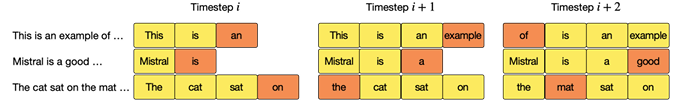 Timestep i Timestep i + 1 Timestep i + 2
This is an example of ... This is an This is an example of is an example
Mistral is a good ... Mistral is Mistral is a Mistral is a good
The cat sat on the mat ... The cat sat on the cat sat on the mat sat on